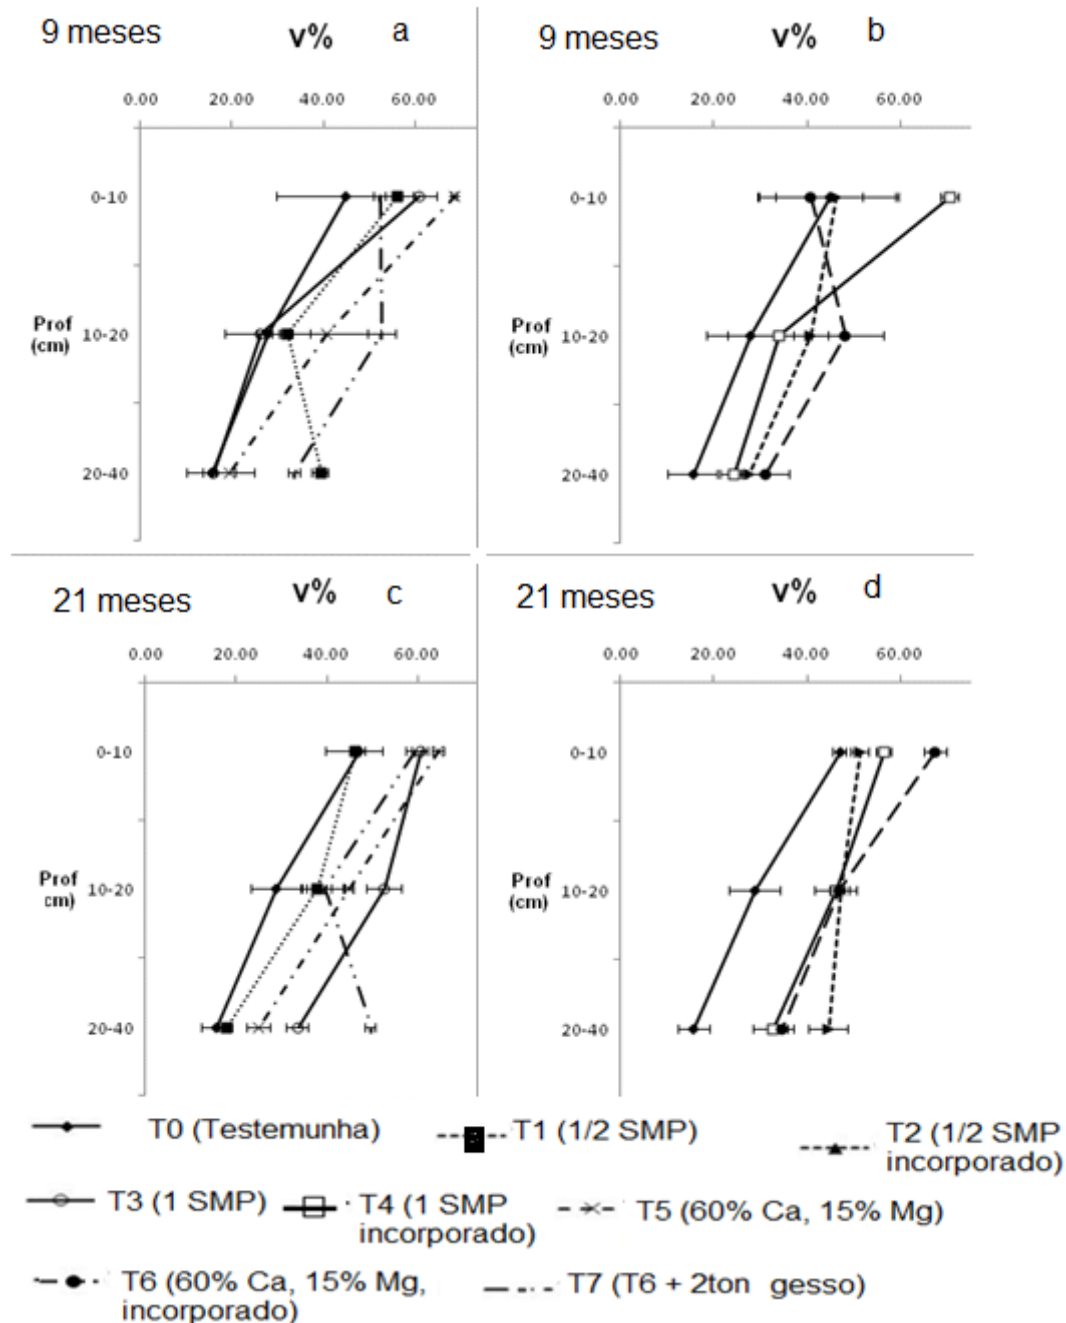 9 meses
v%
a
0.00 20.00 40.00 60.00
0-10
Prof
(cm)
10-20
20-40
9 meses
v%
b
0.00 20.00 40.00 60.00
0-10
Prof
(cm)
10-20
20-40
21 meses
v%
c
0.00 20.00 40.00 60.00
0-10
Prof
cm)
10-20
20-40
21 meses
v%
d
0.00 20.00 40.00 60.00
0-10
Prof
(cm)
10-20
20-40
T0 (Testemunha)
T1 (1/2 SMP)
T2 (1/2 SMP
incorporado)
T3 (1 SMP)
T4 (1 SMP
incorporado)
T5 (60% Ca, 15% Mg)
T6 (60% Ca, 15% Mg,
incorporado)
T7 (T6 + 2ton gesso)